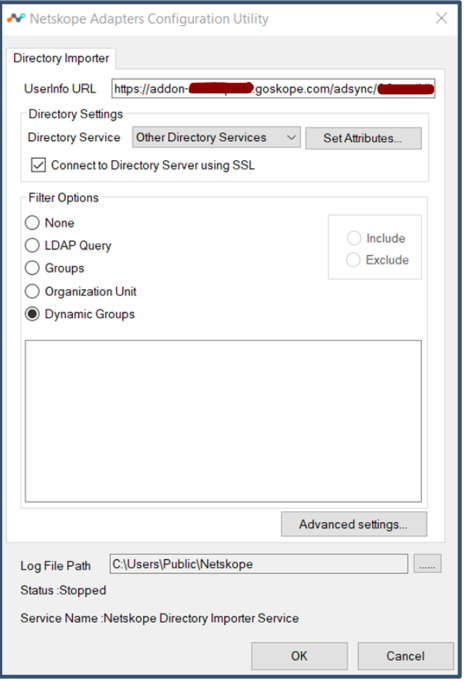 Netskope Adapters Configuration Utility
Directory Importer
UserInfo URL https://addon- .goskope.com/adsync/
Directory Settings
Directory Service Other Directory Services Set Attributes...
Connect to Directory Server using SSL
Filter Options
None
Include
LDAP Query
Exclude
Groups
Organization Unit
Dynamic Groups
Advanced settings...
Log File Path C:\Users\Public\Netskope ......
Status :Stopped
Service Name :Netskope Directory Importer Service
OK Cancel